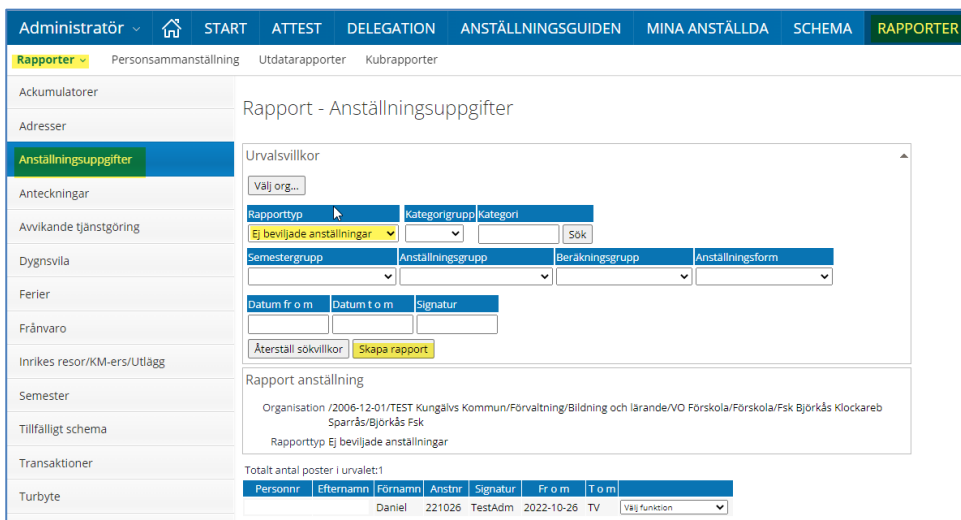 Administratör START ATTEST DELEGATION ANSTÄLLNINGSGUIDEN MINA ANSTÄLLDA SCHEMA RAPPORTER
Rapporter Personsammanställning Utdatarapporter Kubrapporter
Ackumulatorer
Adresser
Anställningsuppgifter
Anteckningar
Avvikande tjänstgöring
Dygnsvila
Ferier
Frånvaro
Inrikes resor/KM-ers/Utlägg
Semester
Tillfälligt schema
Transaktioner
Turbyte
Rapport - Anställningsuppgifter
Urvalsvillkor
Välj org...
Rapporttyp Kategorigrupp Kategori
Ej beviljade anställningar Sök
Semestergrupp Anställningsgrupp Beräkningsgrupp Anställningsform
Datum fr o m Datum t o m Signatur
Återställ sökvillkor Skapa rapport
Rapport anställning
Organisation /2006-12-01/TEST Kungälvs Kommun/Förvaltning/Bildning och lärande/VO Förskola/Förskola/Fsk Björkås Klockareb
Sparrås/Björkås Fsk
Rapporttyp Ej beviljade anställningar
Totalt antal poster i urvalet:1
Personnr Efternamn Förnamn Anstnr Signatur Fr o m T o m
Daniel 221026 TestAdm 2022-10-26 TV Välj funktion